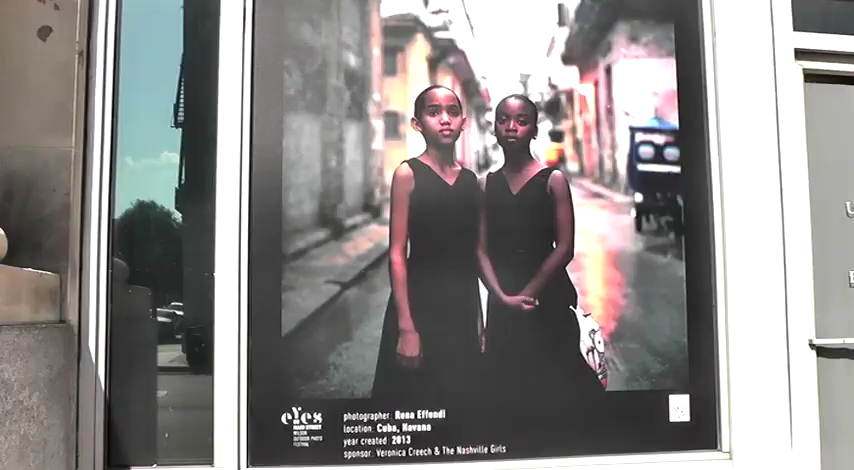 eyes
ON
MAIN STREET
WILSON
OUTDOOR PHOTO
FESTIVAL
photographer: Rena Effendi
location: Cuba, Havana
year created: 2013
sponsor: Veronica Creech & The Nashville Girls